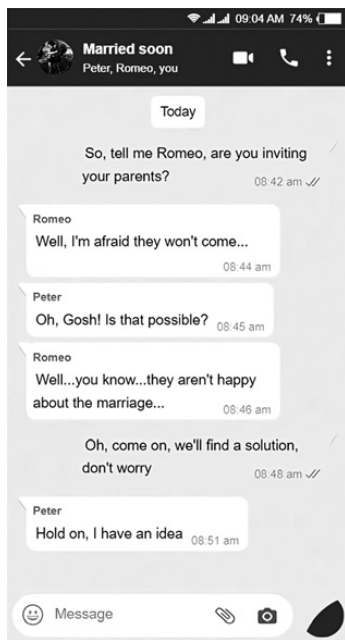 09:04 AM 74%
Married soon
Peter, Romeo, you
Today
So, tell me Romeo, are you inviting
your parents?
08:42 am
Romeo
Well, I'm afraid they won't come...
08:44 am
Peter
Oh, Gosh! Is that possible? 08:45 am
Romeo
Well...you know...they aren't happy
about the marriage... 08:46 am
Oh, come on, we'll find a solution,
don't worry 08:48 am
Peter
Hold on, I have an idea 08:51 am
Message